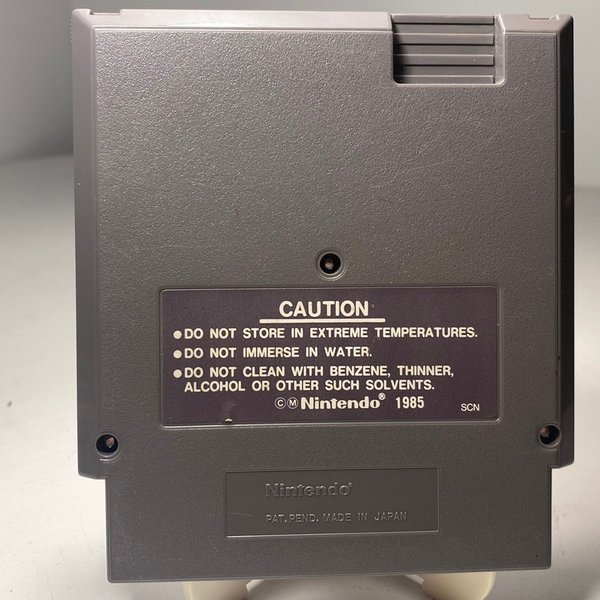 CAUTION
●DO NOT STORE IN EXTREME TEMPERATURES.
●DO NOT IMMERSE IN WATER.
●DO NOT CLEAN WITH BENZENE, THINNER,
ALCOHOL OR OTHER SUCH SOLVENTS.
©Ⓜ Nintendo® 1985
SCN
Nintendo®
PAT. PEND. MADE IN JAPAN